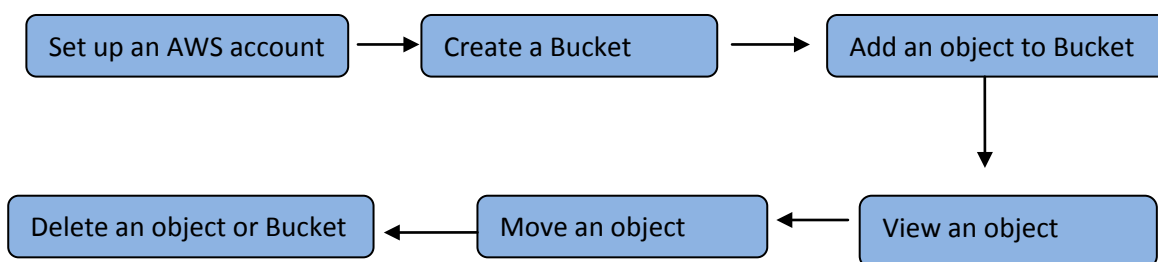 Set up an AWS account
Create a Bucket
Add an object to Bucket
View an object
Move an object
Delete an object or Bucket